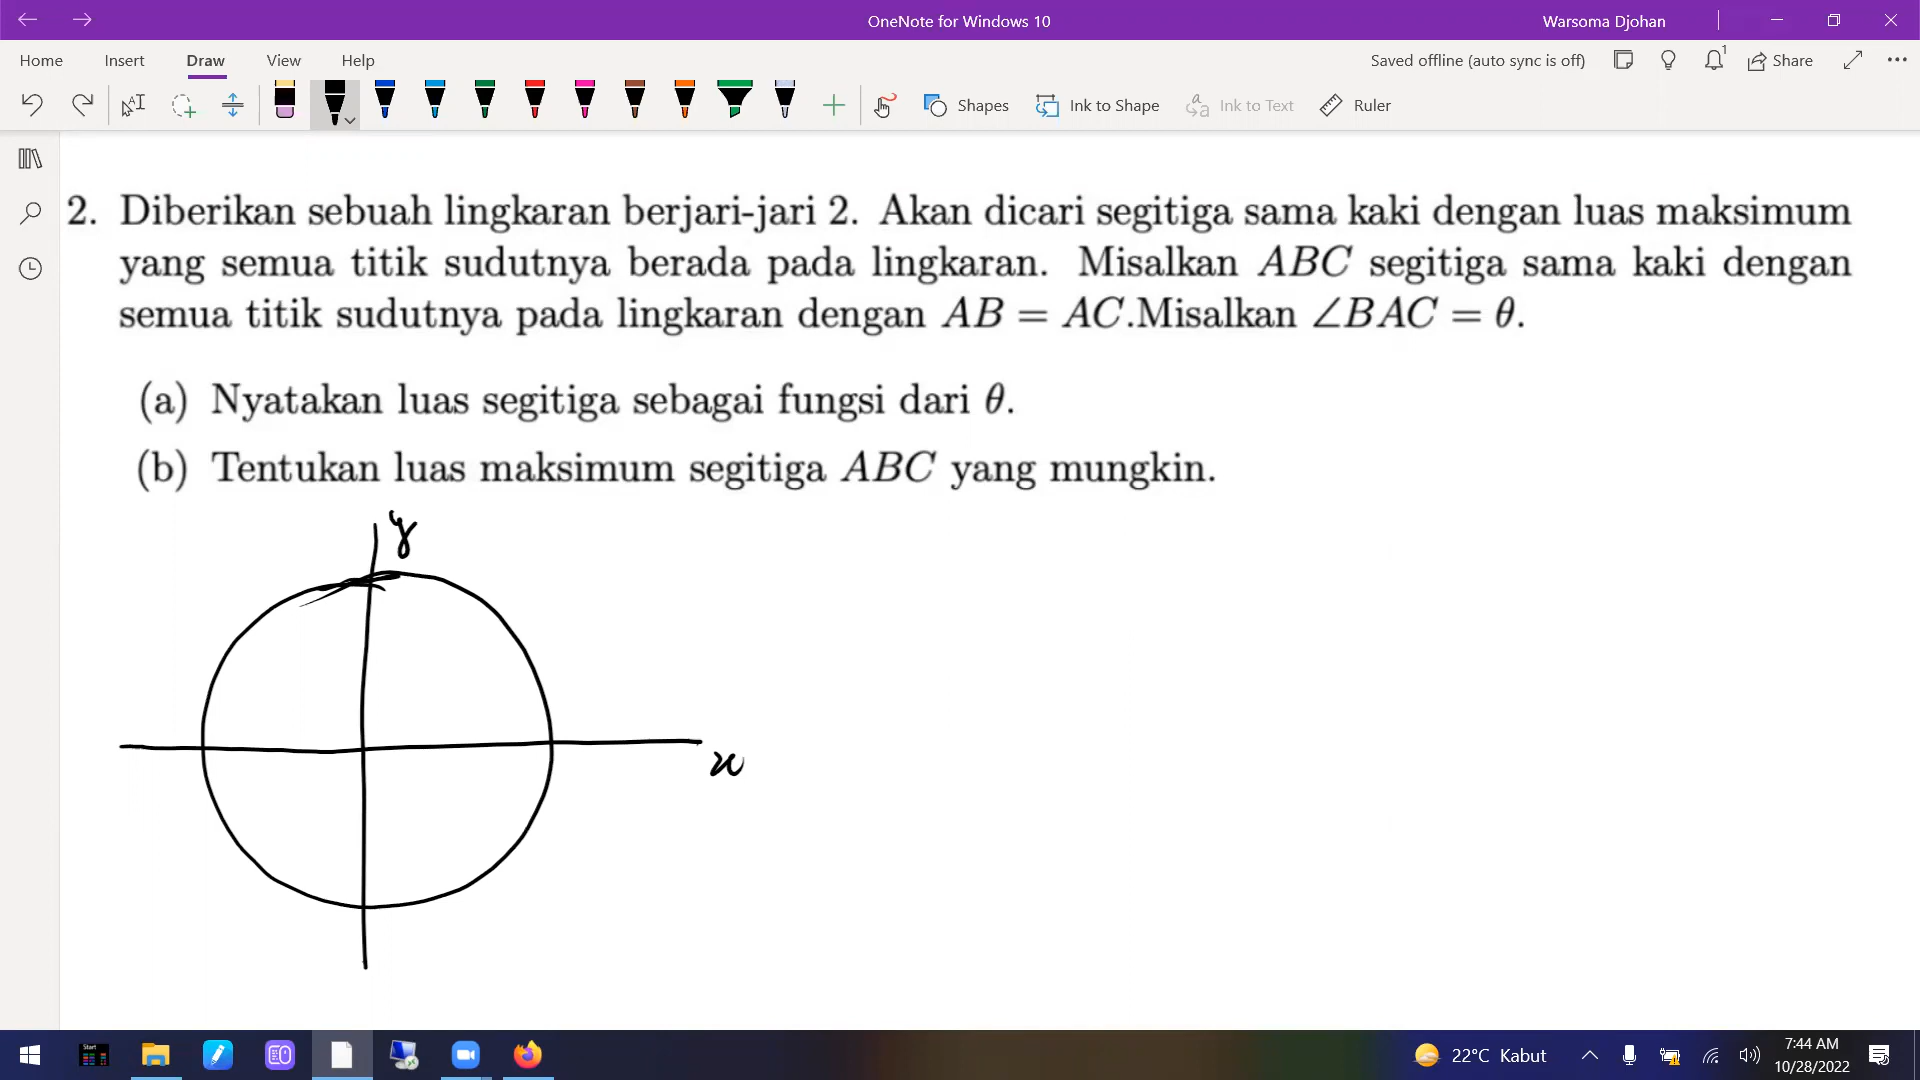 OneNote for Windows 10
Warsoma Djohan
Home Insert Draw View Help
Saved offline (auto sync is off)
1
Share
Shapes
Ink to Shape
Ink to Text
Ruler
2. Diberikan sebuah lingkaran berjari-jari 2. Akan dicari segitiga sama kaki dengan luas maksimum
yang semua titik sudutnya berada pada lingkaran. Misalkan ABC segitiga sama kaki dengan
semua titik sudutnya pada lingkaran dengan AB = AC.Misalkan ∠BAC = θ.
(a) Nyatakan luas segitiga sebagai fungsi dari θ.
(b) Tentukan luas maksimum segitiga ABC yang mungkin.
y
x
Start
22°C Kabut
7:44 AM
10/28/2022